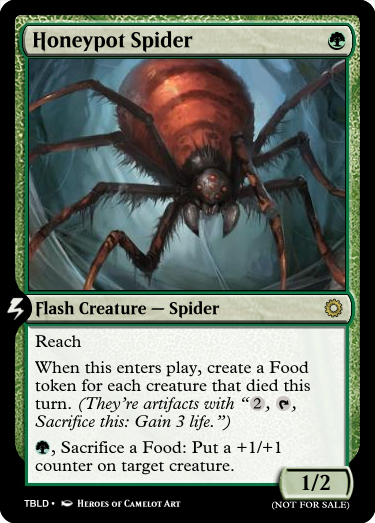 Honeypot Spider
Flash Creature — Spider
Reach
When this enters play, create a Food
token for each creature that died this
turn. (They're artifacts with “2, T,
Sacrifice this: Gain 3 life.”)
, Sacrifice a Food: Put a +1/+1
counter on target creature.
1/2
TBLD • Heroes of Camelot Art
(NOT FOR SALE)